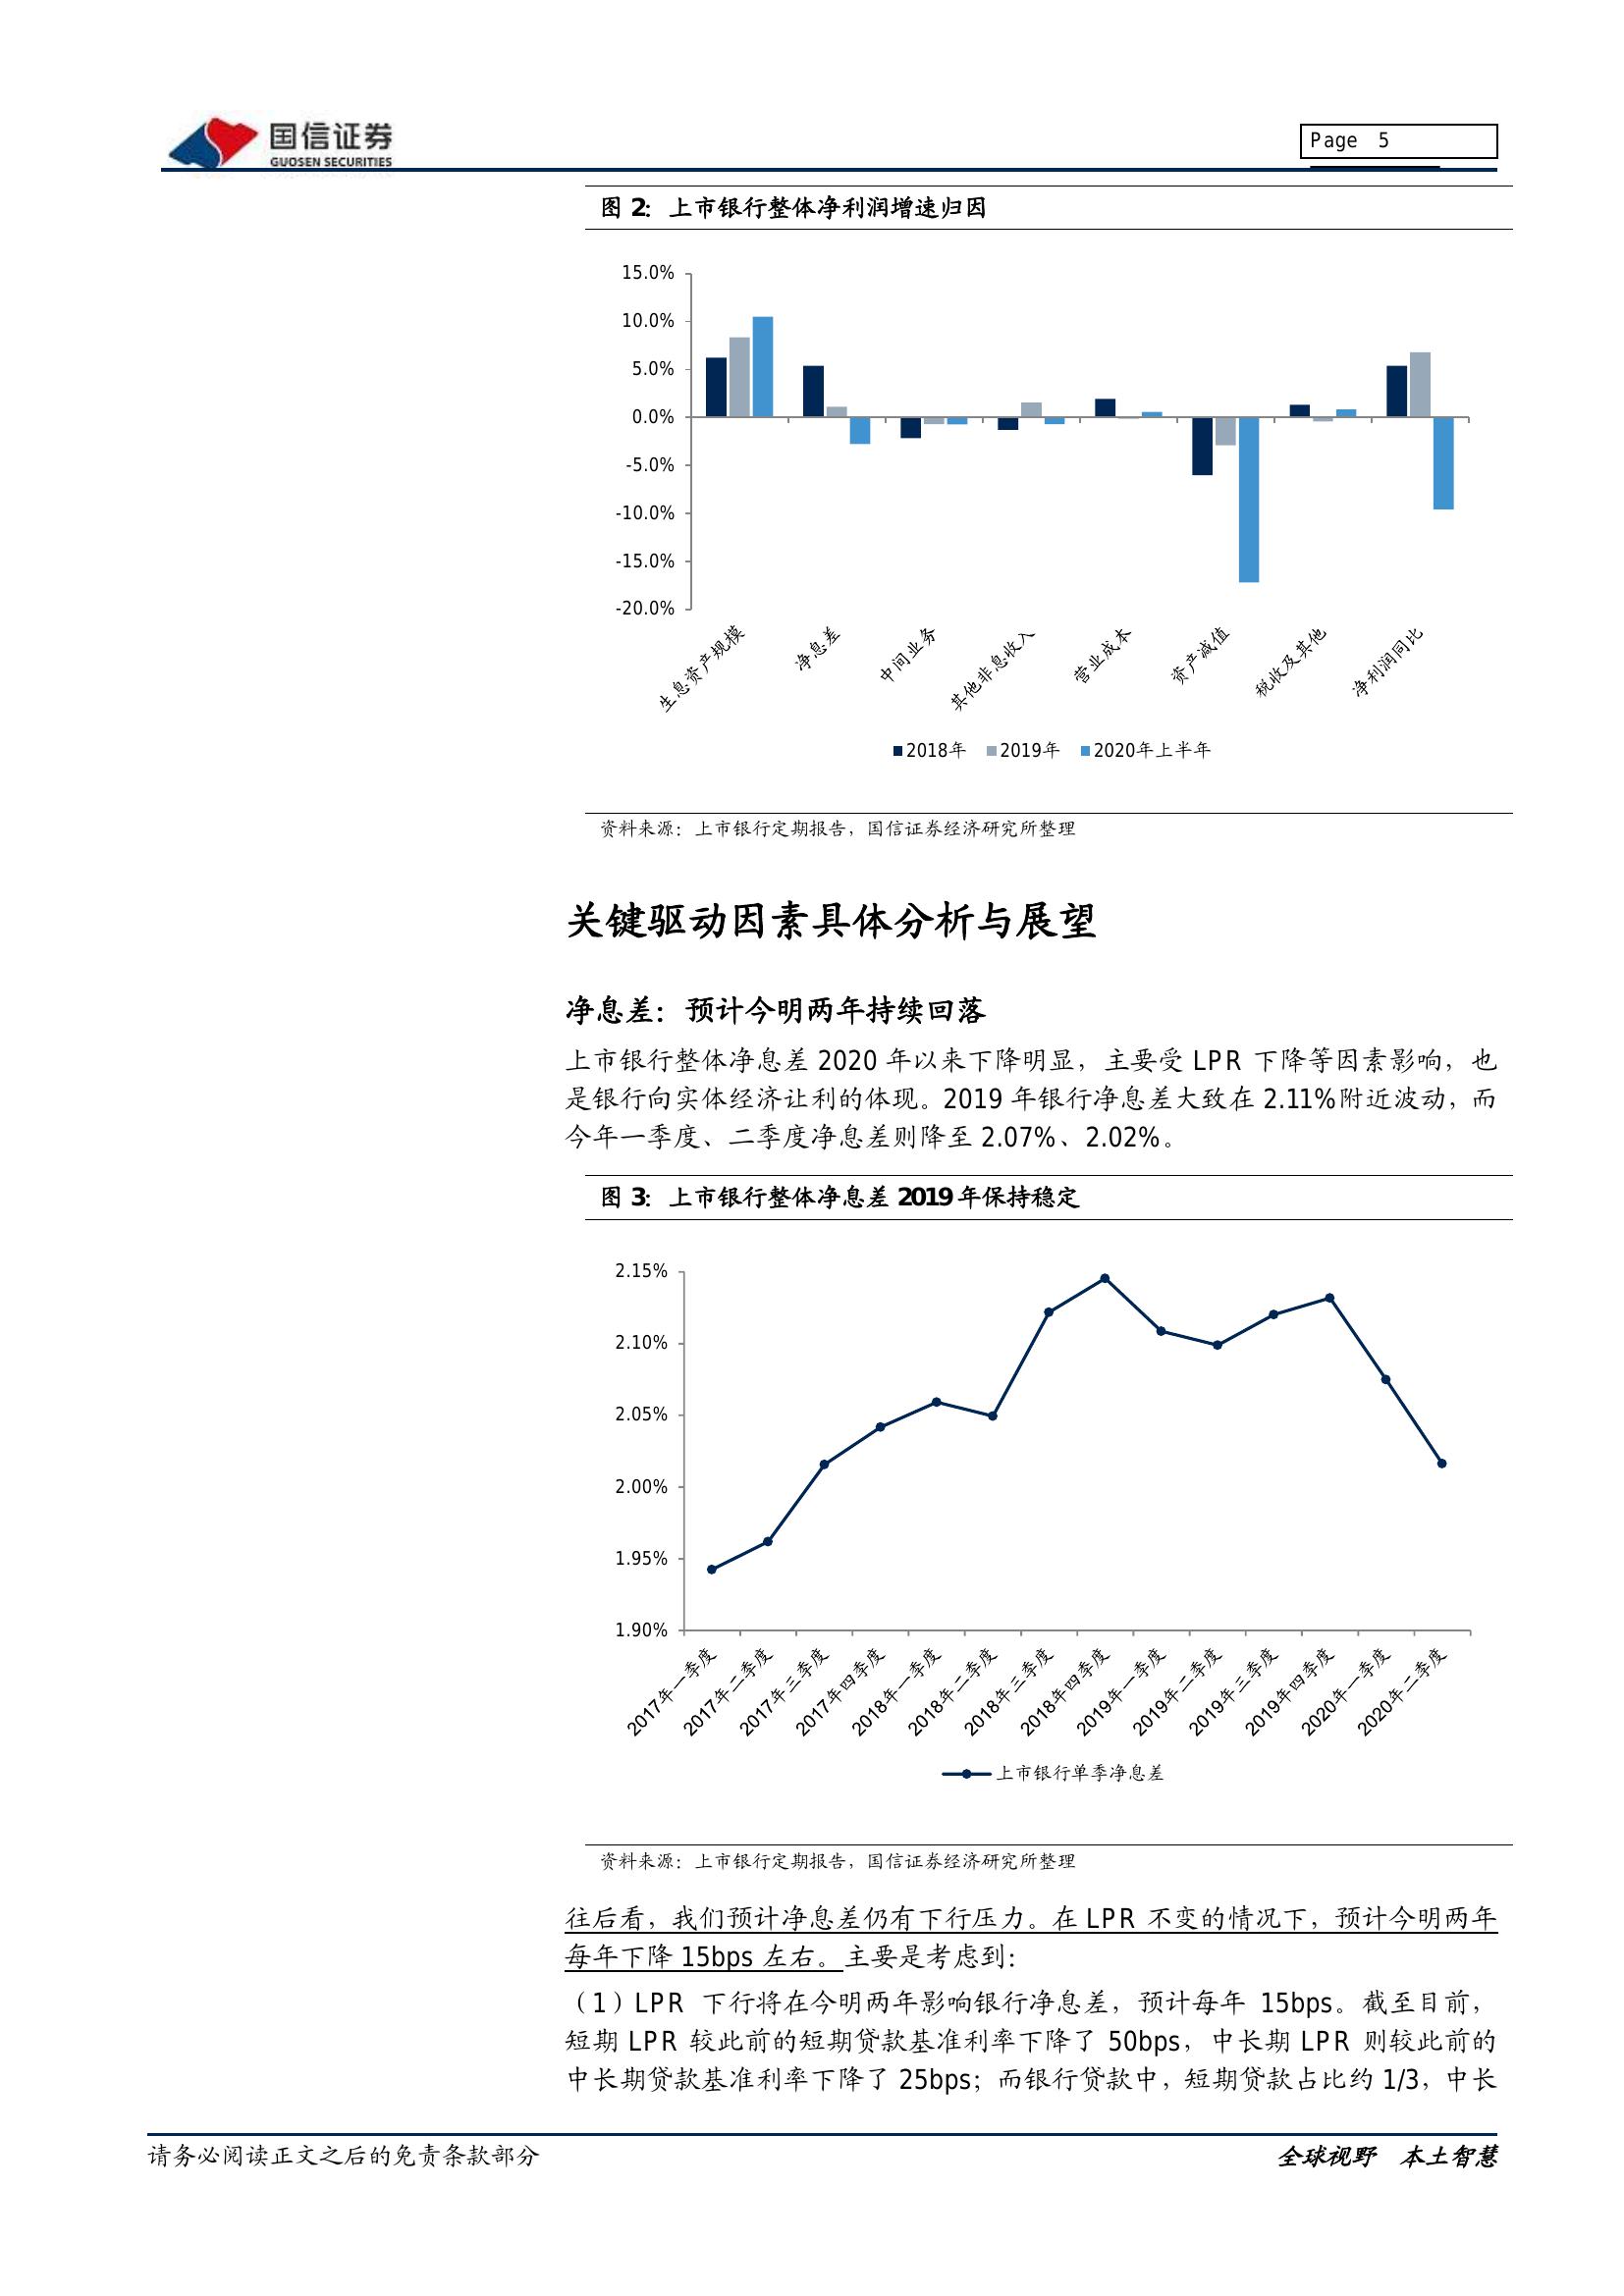 国信证券
GUOSEN SECURITIES
Page 5
图 2：上市银行整体净利润增速归因
15.0%
10.0%
5.0%
0.0%
-5.0%
-10.0%
-15.0%
-20.0%
生息资产规模
净息差
中间业务
其他非息收入
营业成本
资产减值
税收及其他
净利润同比
2018年 2019年 2020年上半年
资料来源：上市银行定期报告，国信证券经济研究所整理
关键驱动因素具体分析与展望
净息差：预计今明两年持续回落
上市银行整体净息差 2020 年以来下降明显，主要受 LPR 下降等因素影响，也
是银行向实体经济让利的体现。2019 年银行净息差大致在 2.11%附近波动，而
今年一季度、二季度净息差则降至 2.07%、2.02%。
图 3：上市银行整体净息差 2019 年保持稳定
2.15%
2.10%
2.05%
2.00%
1.95%
1.90%
2017年一季度
2017年二季度
2017年三季度
2017年四季度
2018年一季度
2018年二季度
2018年三季度
2018年四季度
2019年一季度
2019年二季度
2019年三季度
2019年四季度
2020年一季度
2020年二季度
上市银行单季净息差
资料来源：上市银行定期报告，国信证券经济研究所整理
往后看，我们预计净息差仍有下行压力。在 LPR 不变的情况下，预计今明两年
每年下降 15bps 左右。主要是考虑到：
（1）LPR 下行将在今明两年影响银行净息差，预计每年 15bps。截至目前，
短期 LPR 较此前的短期贷款基准利率下降了 50bps，中长期 LPR 则较此前的
中长期贷款基准利率下降了 25bps；而银行贷款中，短期贷款占比约 1/3，中长
请务必阅读正文之后的免责条款部分
全球视野 本土智慧